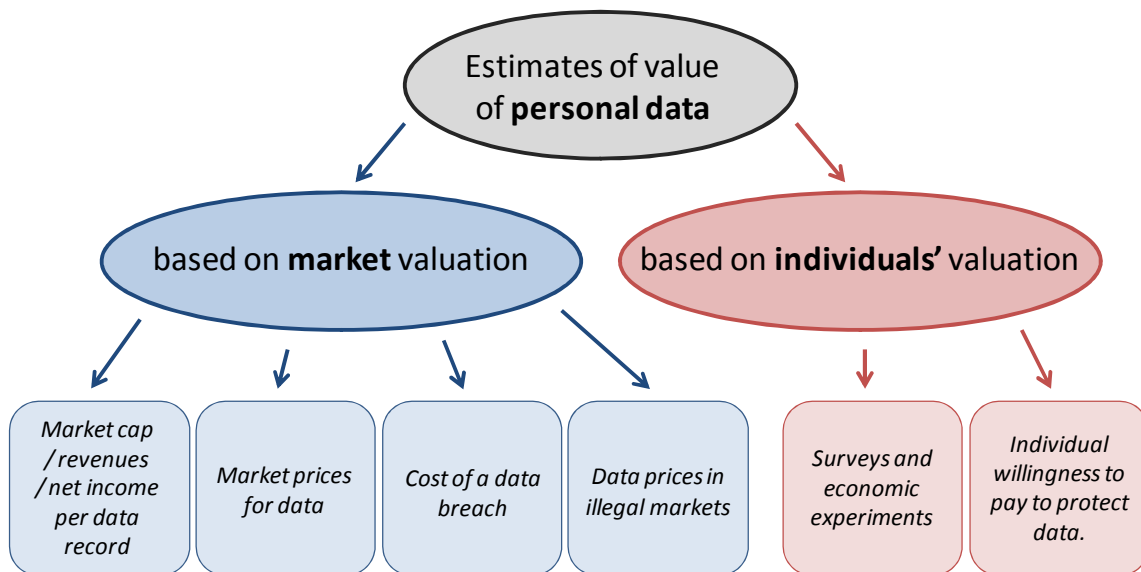 Estimates of value
of personal data
based on market valuation
based on individuals’ valuation
Market cap
/ revenues
/ net income
per data
record
Market prices
for data
Cost of a data
breach
Data prices in
illegal markets
Surveys and
economic
experiments
Individual
willingness to
pay to protect
data.